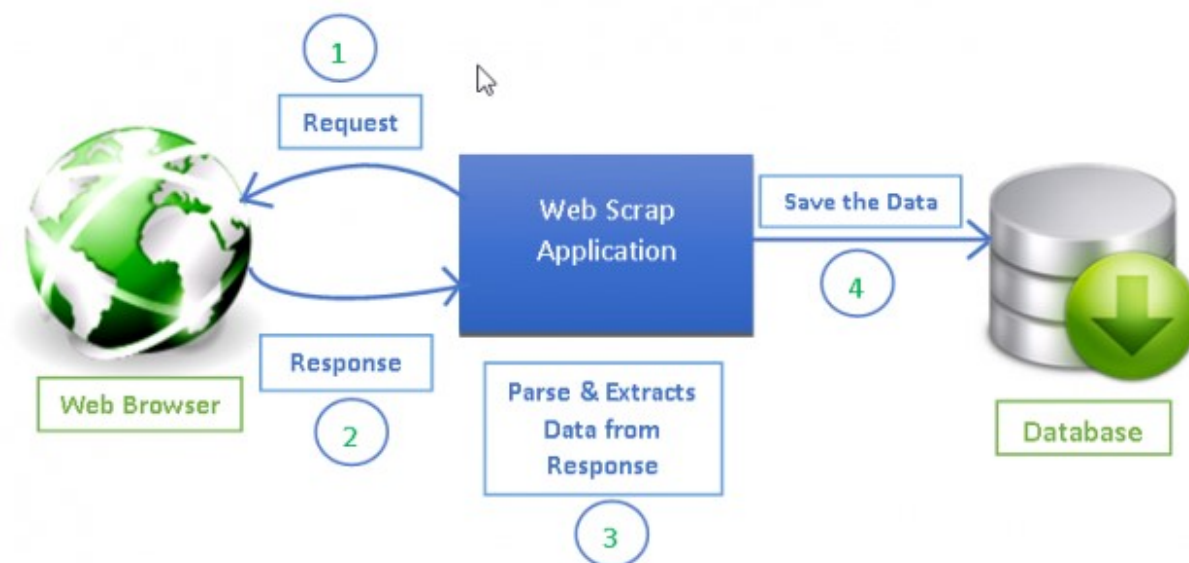 1
Request
Web Scrap
Application
Save the Data
4
Response
2
Web Browser
Parse & Extracts
Data from
Response
3
Database